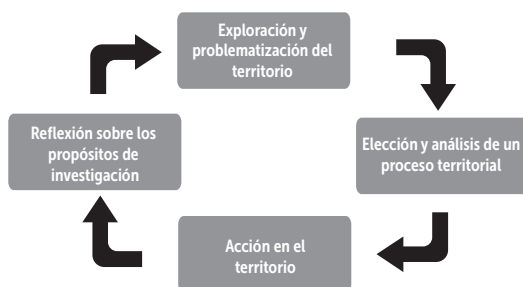 Exploración y
problematización del
territorio
Elección y análisis de un
proceso territorial
Acción en el
territorio
Reflexión sobre los
propósitos de
investigación